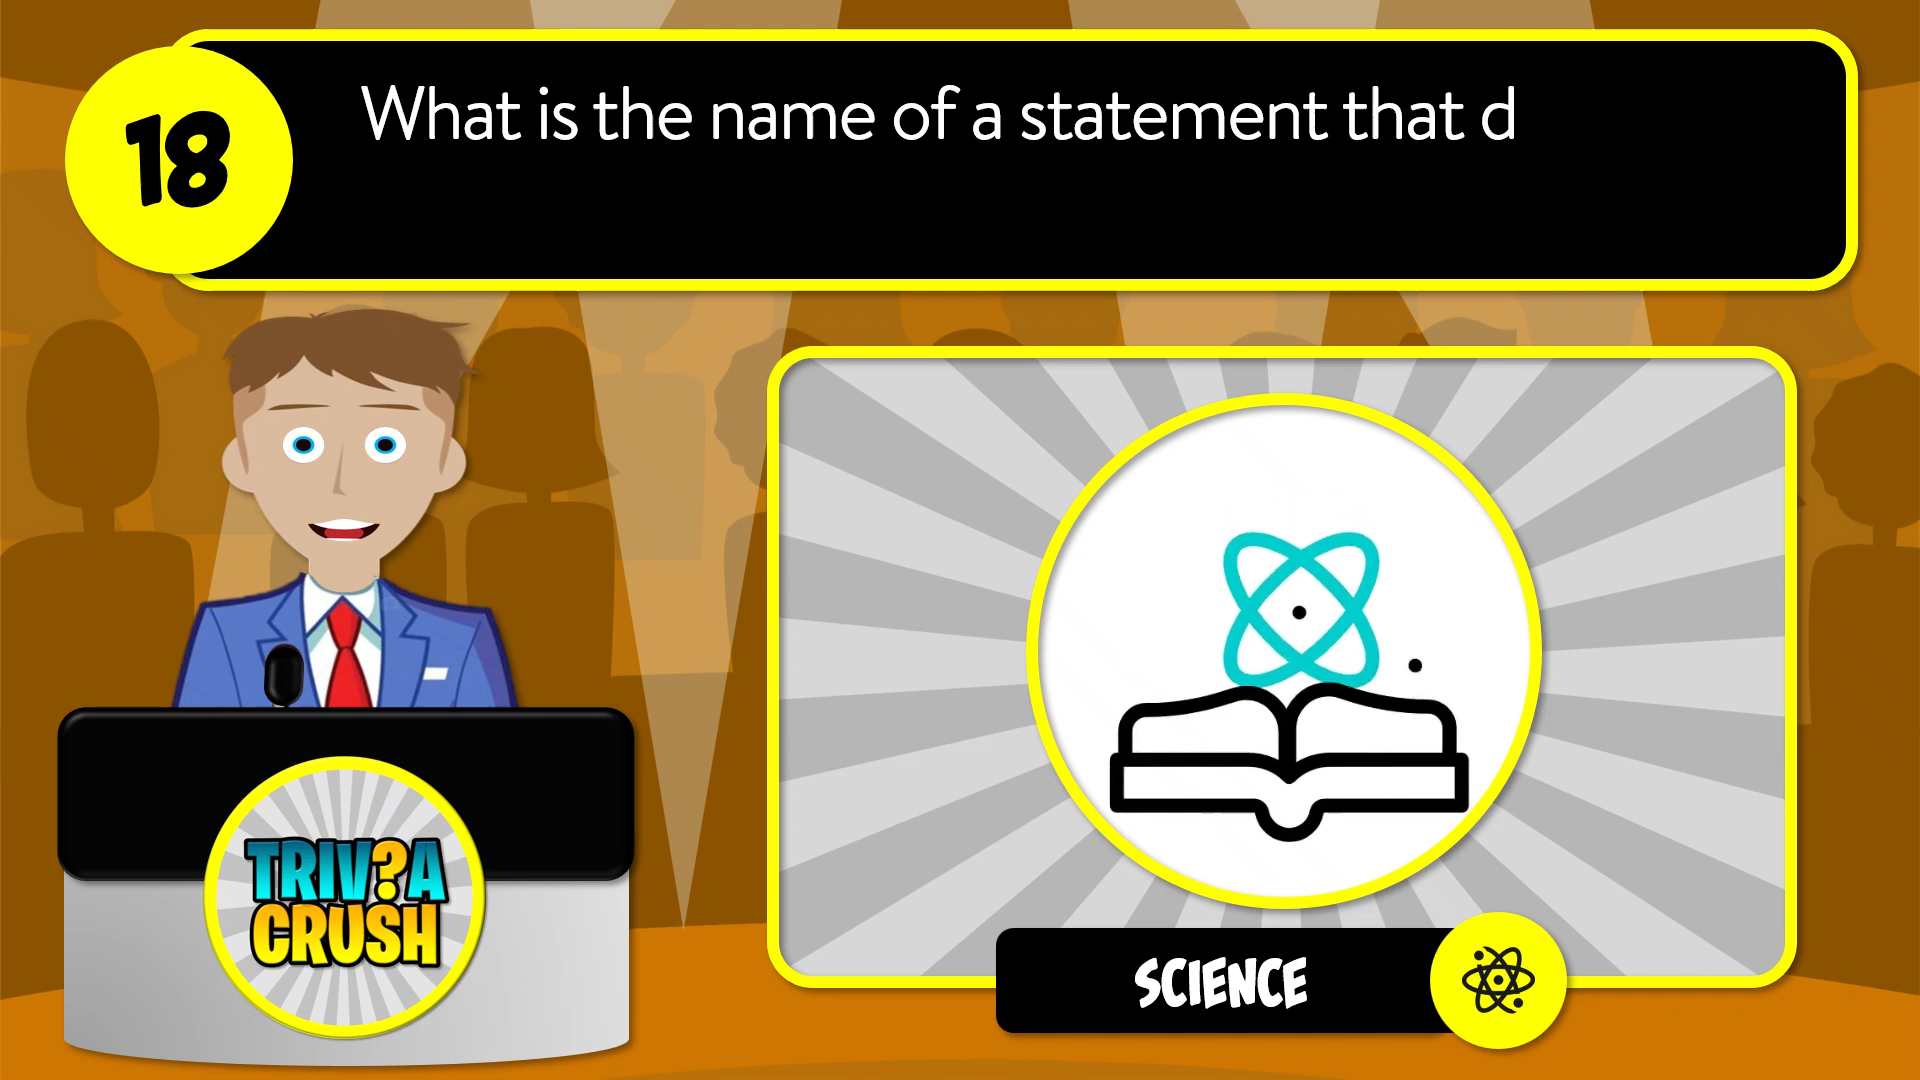 18
What is the name of a statement that d
TRIV?A
CRUSH
SCIENCE